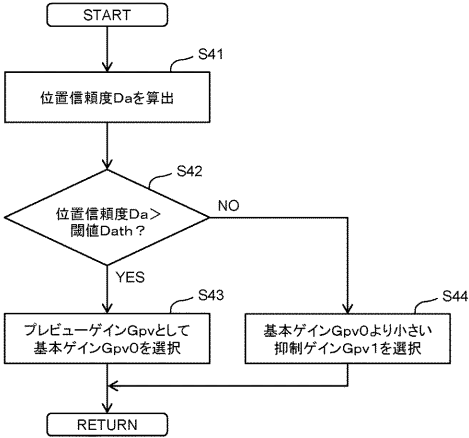 START
S41
位置信頼度Daを算出
S42
位置信頼度Da＞
閾値Dath？
NO
YES
S43
プレビューゲインGpvとして
基本ゲインGpv0を選択
S44
基本ゲインGpv0より小さい
抑制ゲインGpv1を選択
RETURN